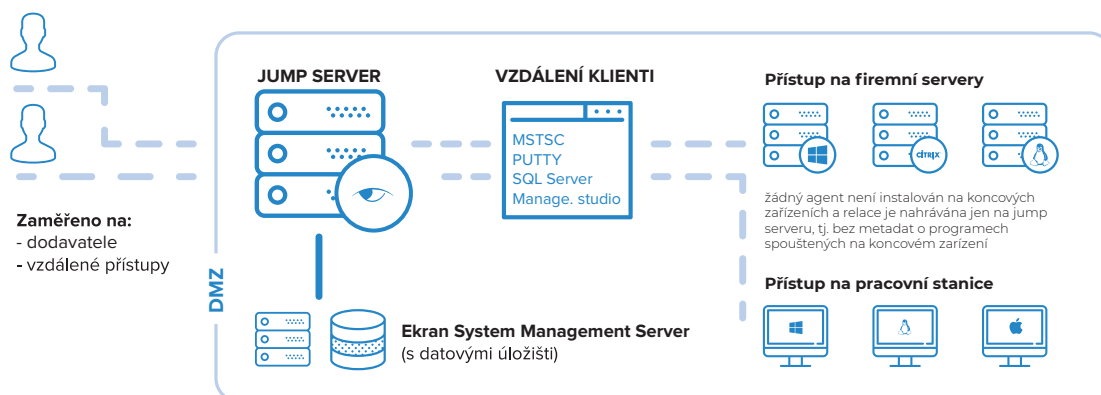 JUMP SERVER
VZDÁLENÍ KLIENTI
MSTSC
PUTTY
SQL Server
Manage. studio
Přístup na firemní servery
CITRIX
žádný agent není instalován na koncových
zařízeních a relace je nahrávána jen na jump
serveru, tj. bez metadat o programech
spouštených na koncovém zarízení
Zaměřeno na:
- dodavatele
- vzdálené přístupy
DMZ
Ekran System Management Server
(s datovými úložišti)
Přístup na pracovní stanice